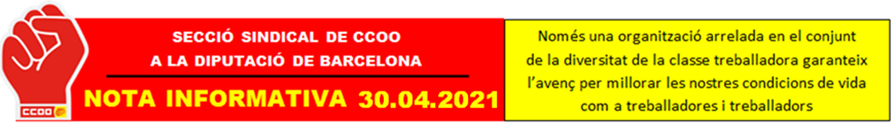 SECCIÓ SINDICAL DE CCOO
A LA DIPUTACIÓ DE BARCELONA
NOTA INFORMATIVA 30.04.2021
CCOO
Només una organització arrelada en el conjunt
de la diversitat de la classe treballadora garanteix
l'avenç per millorar les nostres condicions de vida
com a treballadores i treballadors